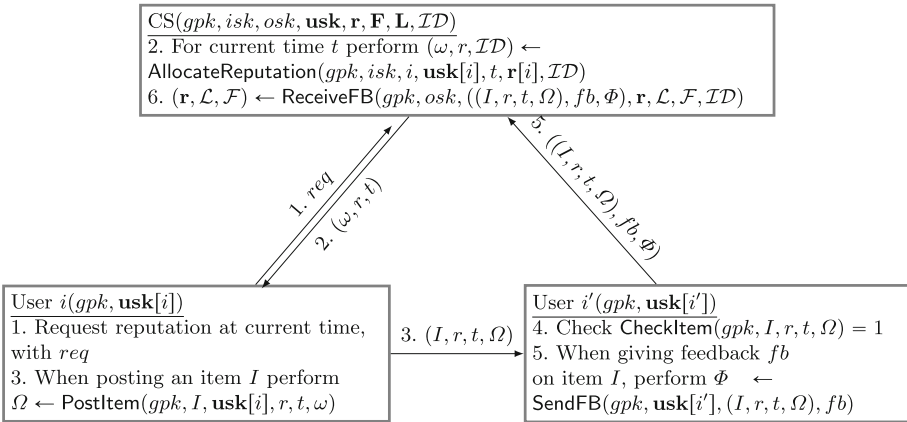 CS(gpk, isk, osk, usk, r, F, L, ID)
2. For current time t perform (ω, r, ID) ←
AllocateReputation(gpk, isk, i, usk[i], t, r[i], ID)
6. (r, L, F) ← ReceiveFB(gpk, osk, ((I, r, t, Ω), fb, Φ), r, L, F, ID)
1. req
2. (ω, r, t)
5. ((I, r, t, Ω), fb, Φ)
User i(gpk, usk[i])
1. Request reputation at current time,
with req
3. When posting an item I perform
Ω ← PostItem(gpk, I, usk[i], r, t, ω)
3. (I, r, t, Ω)
User i′(gpk, usk[i′])
4. Check CheckItem(gpk, I, r, t, Ω) = 1
5. When giving feedback fb
on item I, perform Φ ←
SendFB(gpk, usk[i′], (I, r, t, Ω), fb)